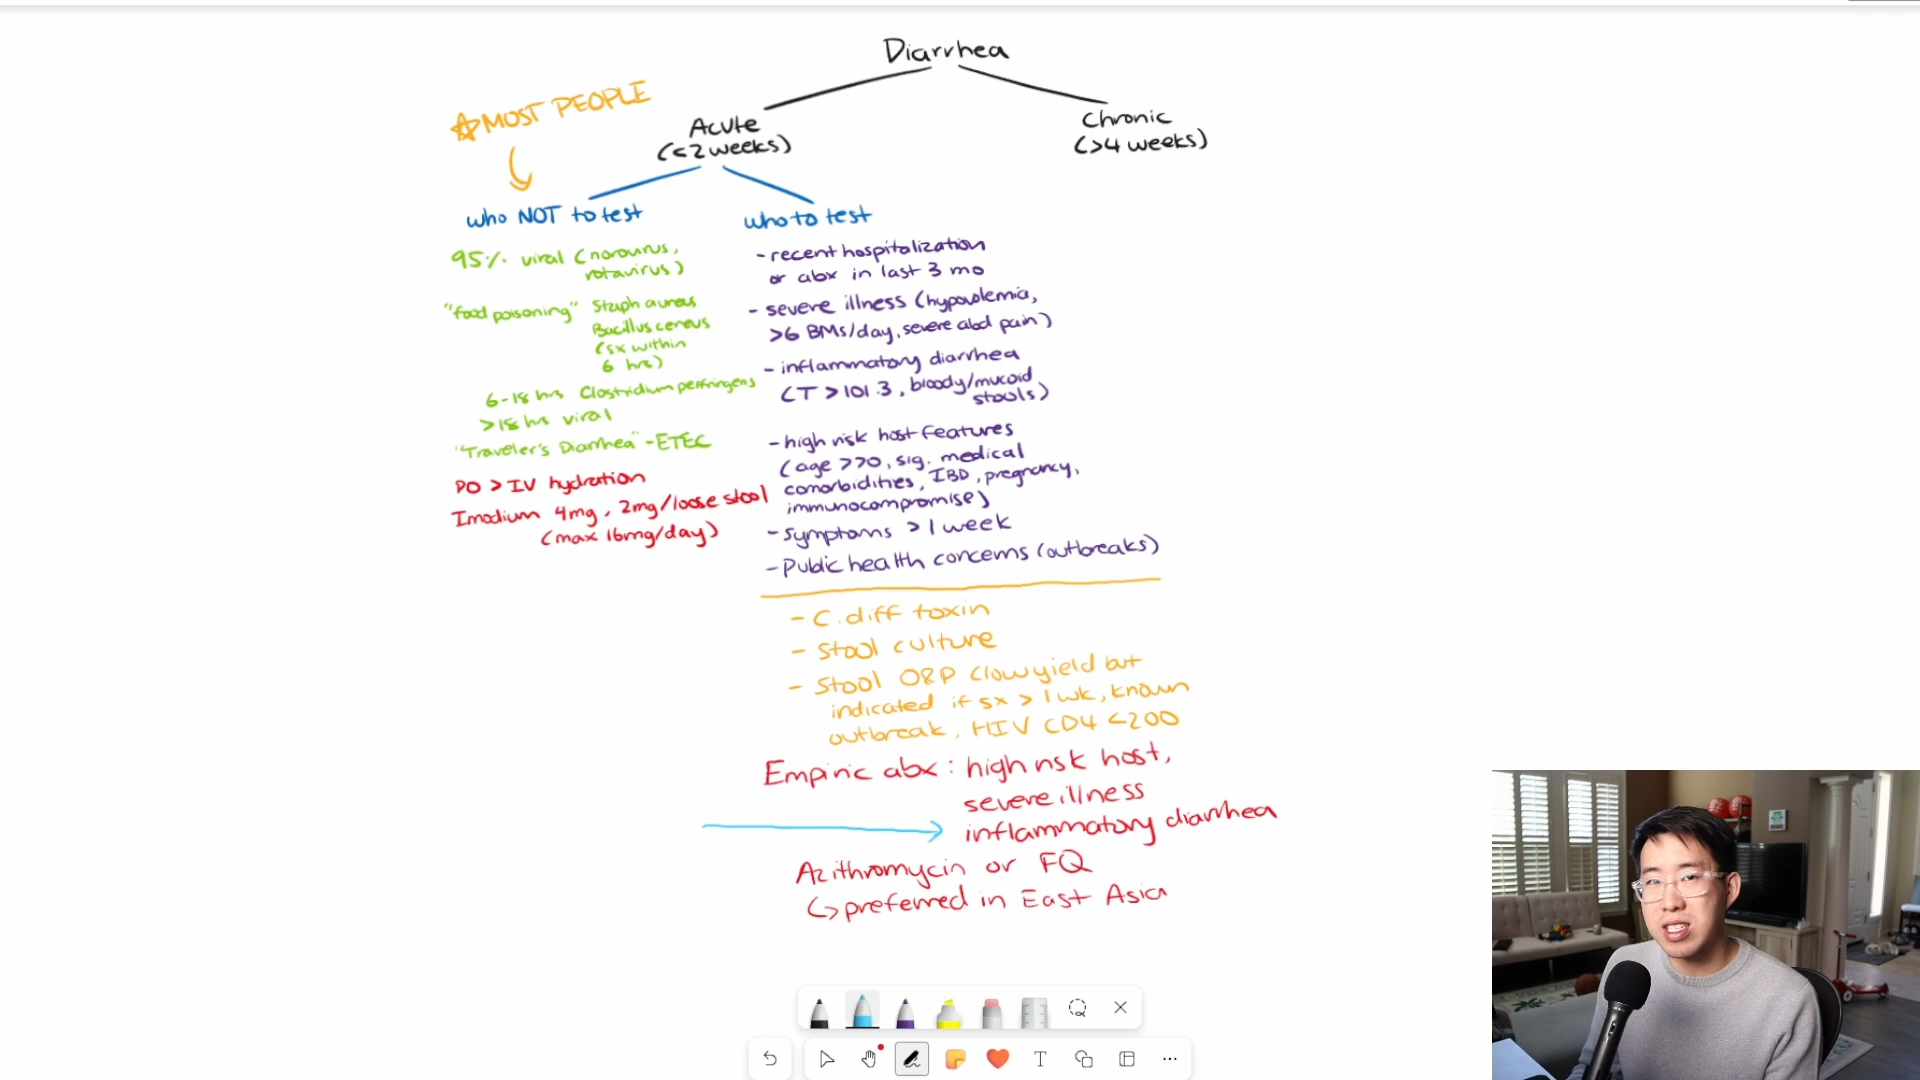 Diarrhea
☆ MOST PEOPLE
Acute
(<2 weeks)
Chronic
(>4 weeks)
who NOT to test
95% viral (norovirus,
rotavirus)
"food poisoning" Staph aureus
Bacillus cereus
(sx within
6 hrs)
6-18 hrs Clostridium perfringens
>18 hrs viral
"Traveler's Diarrhea" - ETEC
PO > IV hydration
Imodium 4mg, 2mg/loose stool
(max 16mg/day)
who to test
- recent hospitalization
or abx in last 3 mo
- severe illness (hypovolemia,
>6 BMs/day, severe abd pain)
- inflammatory diarrhea
(T > 101.3, bloody/mucoid
stools)
- high risk host features
(age >70, sig. medical
comorbidities, IBD, pregnancy,
immunocompromise)
- Symptoms > 1 week
- Public health concerns (outbreaks)
- C. diff toxin
- Stool culture
- Stool O&P (low yield but
indicated if sx > 1 wk, known
outbreak, HIV CD4 <200
Empiric abx: high risk host,
severe illness
inflammatory diarrhea
Azithromycin or FQ
↳ preferred in East Asia